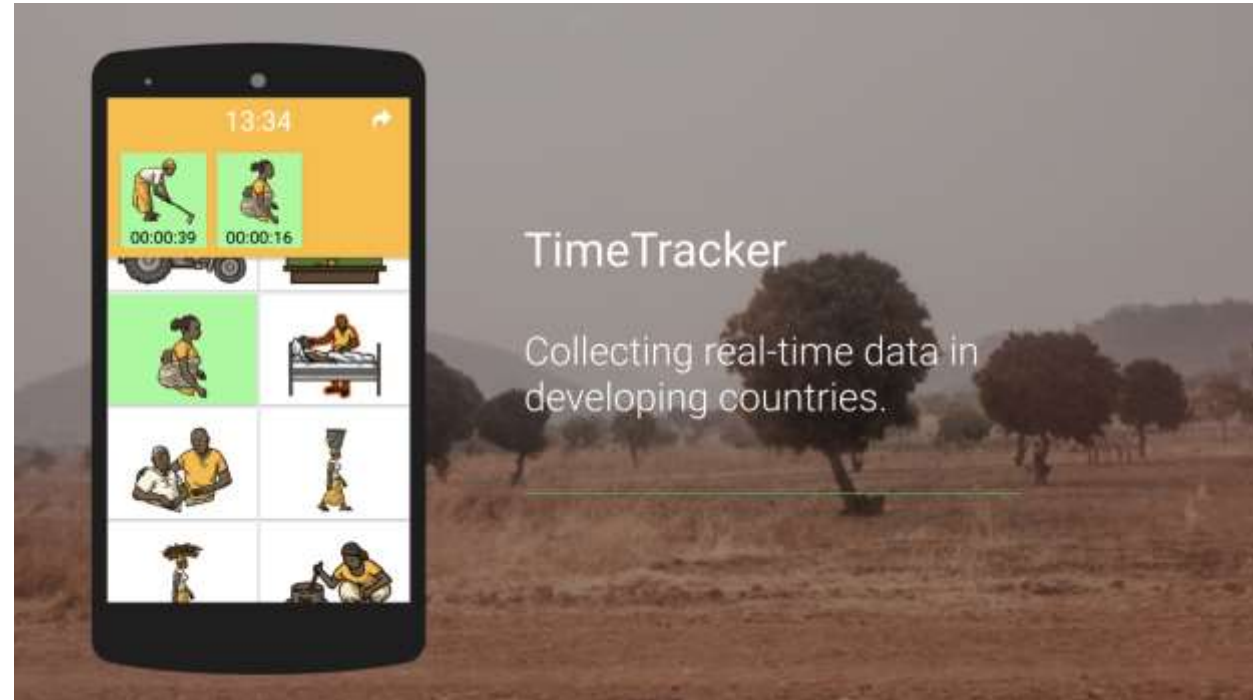 13:34
00:00:39 00:00:16
TimeTracker
Collecting real-time data in
developing countries.